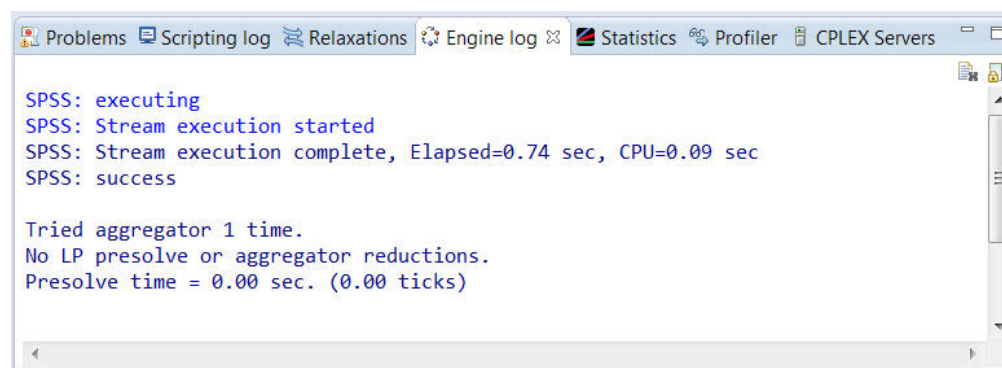 Problems Scripting log Relaxations Engine log Statistics Profiler CPLEX Servers
SPSS: executing
SPSS: Stream execution started
SPSS: Stream execution complete, Elapsed=0.74 sec, CPU=0.09 sec
SPSS: success
Tried aggregator 1 time.
No LP presolve or aggregator reductions.
Presolve time = 0.00 sec. (0.00 ticks)